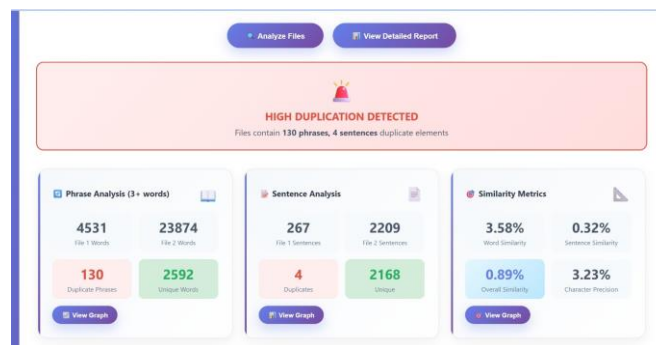 Analyze Files View Detailed Report
HIGH DUPLICATION DETECTED
Files contain 130 phrases, 4 sentences duplicate elements
Phrase Analysis (3+ words)
4531 23874
File 1 Words File 2 Words
130 2592
Duplicate Phrases Unique Words
View Graph
Sentence Analysis
267 2209
File 1 Sentences File 2 Sentences
4 2168
Duplicates Unique
View Graph
Similarity Metrics
3.58% 0.32%
Word Similarity Sentence Similarity
0.89% 3.23%
Overall Similarity Character Precision
View Graph